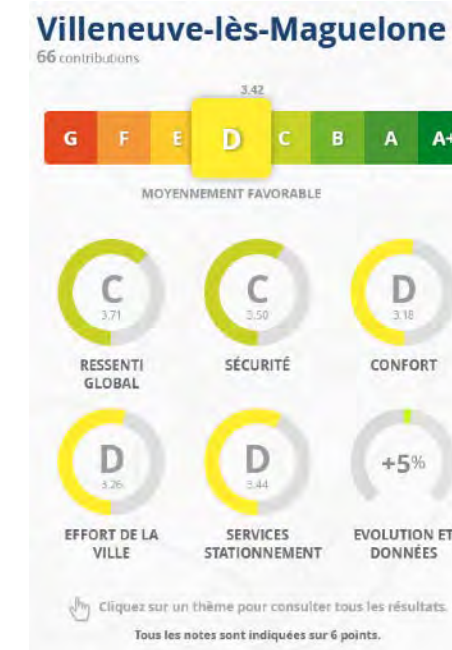 Villeneuve-lès-Maguelone
66 contributions
3.42
G F E D C B A A+
MOYENNEMENT FAVORABLE
C C D
3.71 3.50 3.18
RESSENTI GLOBAL
SÉCURITÉ
CONFORT
D D +5%
3.26 3.44
EFFORT DE LA VILLE
SERVICES STATIONNEMENT
EVOLUTION ET DONNÉES
Cliquez sur un thème pour consulter tous les résultats.
Tous les notes sont indiquées sur 6 points.